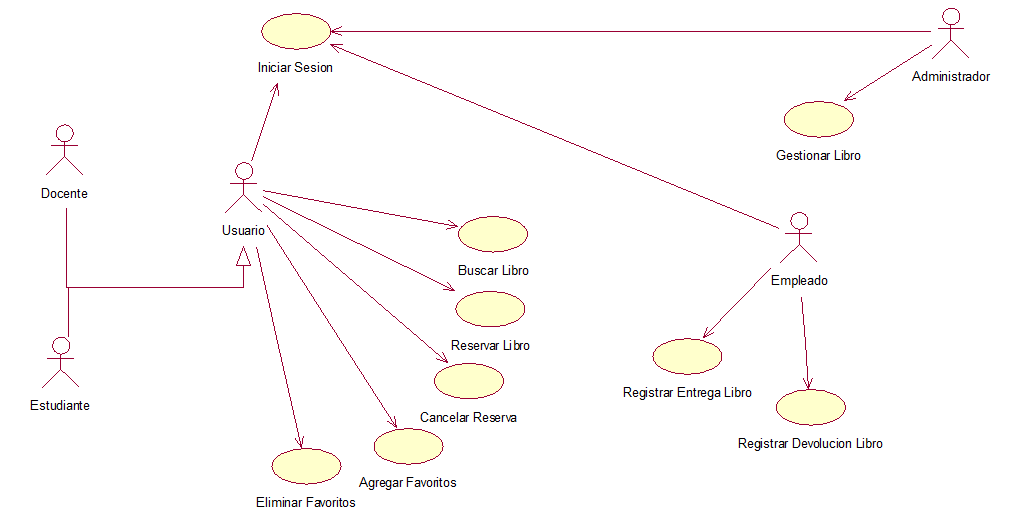 Iniciar Sesion
Administrador
Gestionar Libro
Docente
Usuario
Buscar Libro
Empleado
Reservar Libro
Registrar Entrega Libro
Estudiante
Cancelar Reserva
Registrar Devolucion Libro
Agregar Favoritos
Eliminar Favoritos